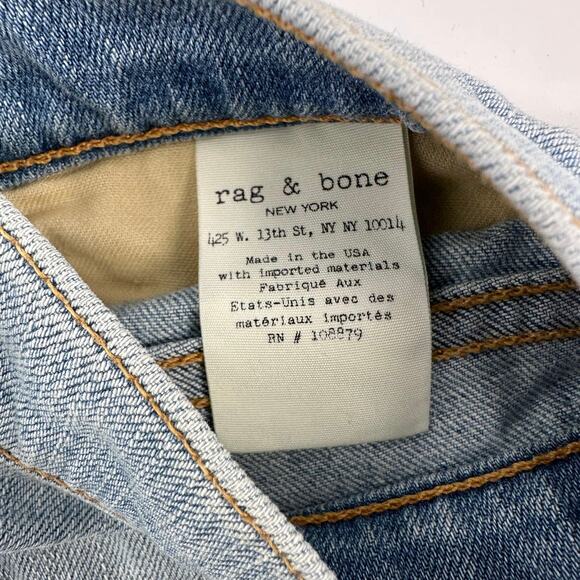 rag & bone
NEW YORK
425 W. 13th St, NY NY 10014
Made in the USA
with imported materials
Fabriqué Aux
Etats-Unis avec des
matériaux importés
RN # 108879